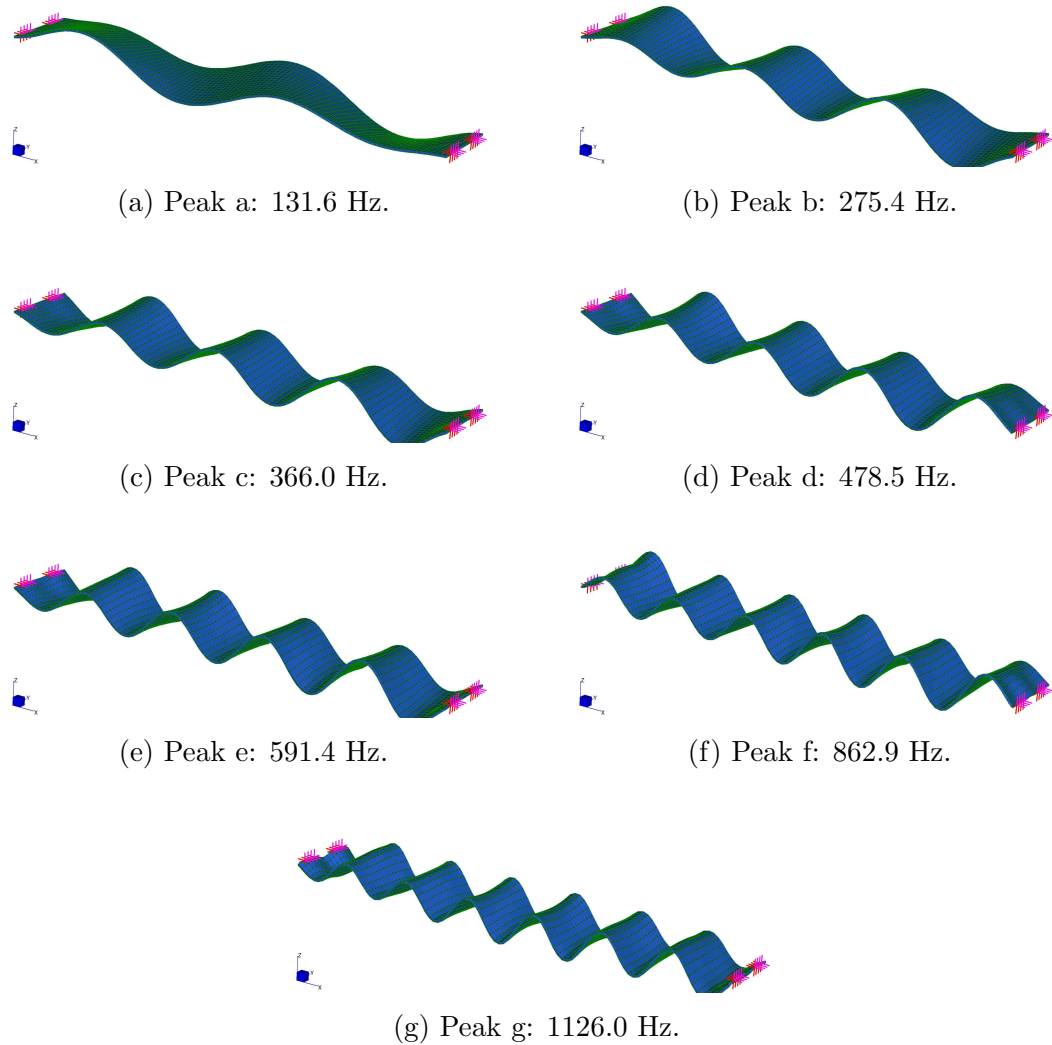 Z
Y
X
Z
Y
X
(a) Peak a: 131.6 Hz.
(b) Peak b: 275.4 Hz.
Z
Y
X
Z
Y
X
(c) Peak c: 366.0 Hz.
(d) Peak d: 478.5 Hz.
Z
Y
X
Z
Y
X
(e) Peak e: 591.4 Hz.
(f) Peak f: 862.9 Hz.
Z
Y
X
(g) Peak g: 1126.0 Hz.